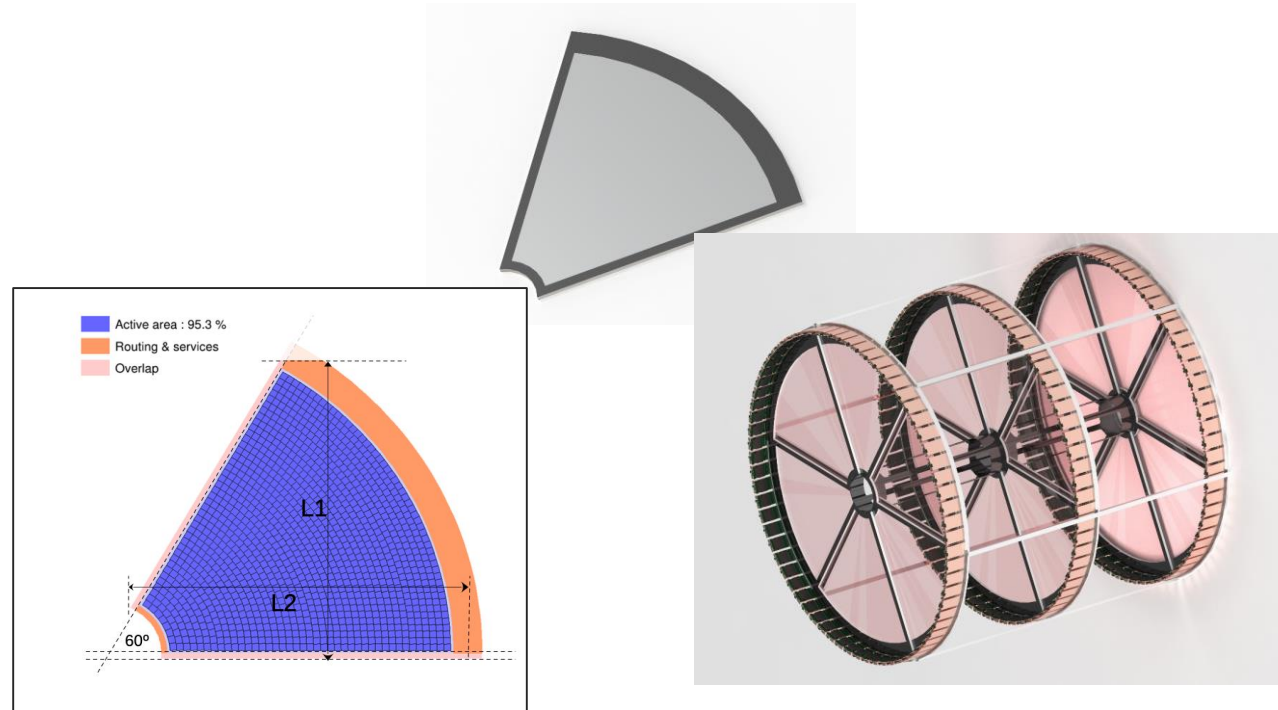 Active area : 95.3 %
Routing & services
Overlap
L1
L2
60º